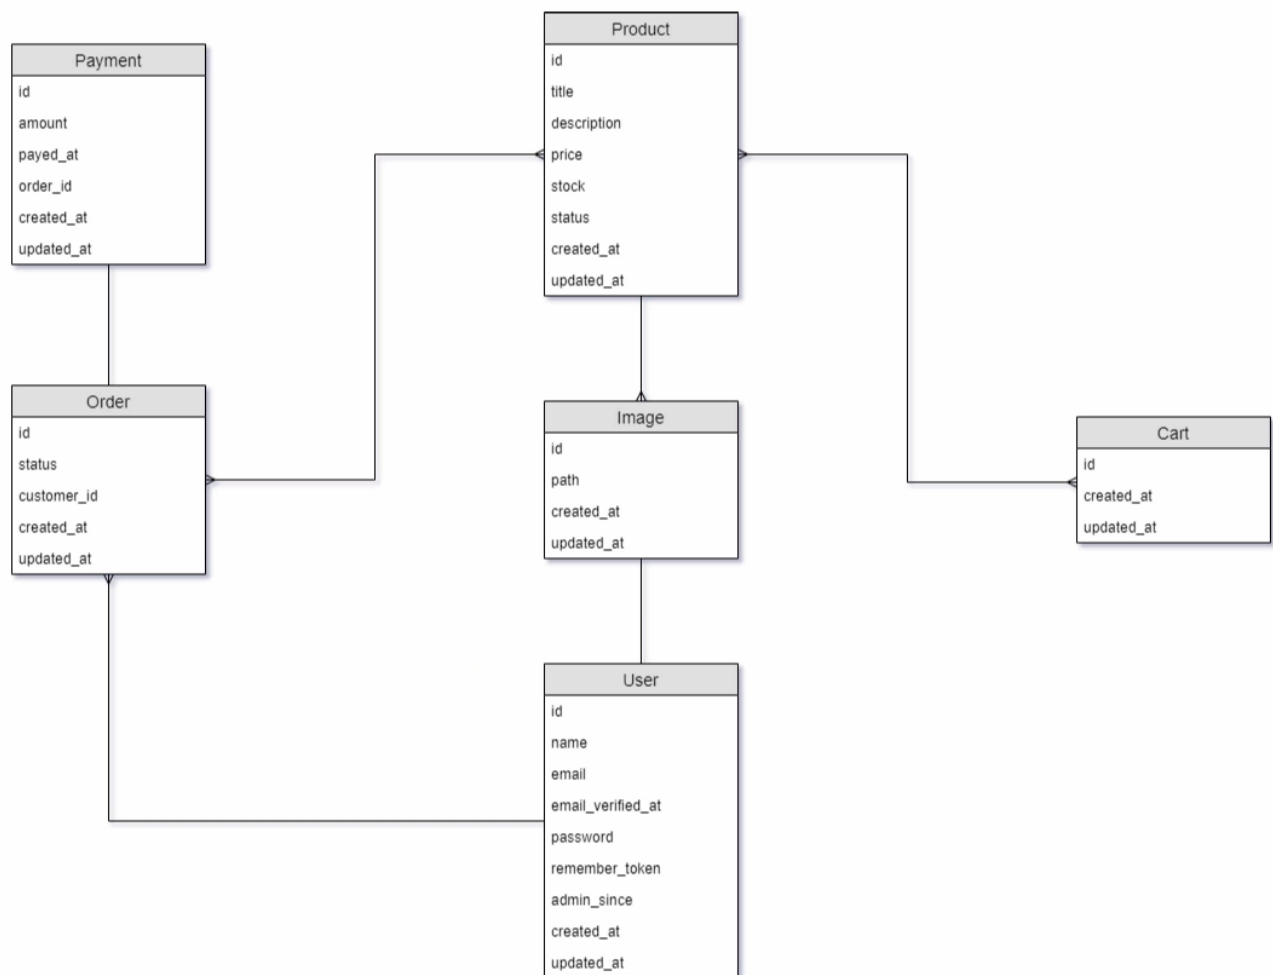 Payment
id
amount
payed_at
order_id
created_at
updated_at
Product
id
title
description
price
stock
status
created_at
updated_at
Order
id
status
customer_id
created_at
updated_at
Image
id
path
created_at
updated_at
Cart
id
created_at
updated_at
User
id
name
email
email_verified_at
password
remember_token
admin_since
created_at
updated_at